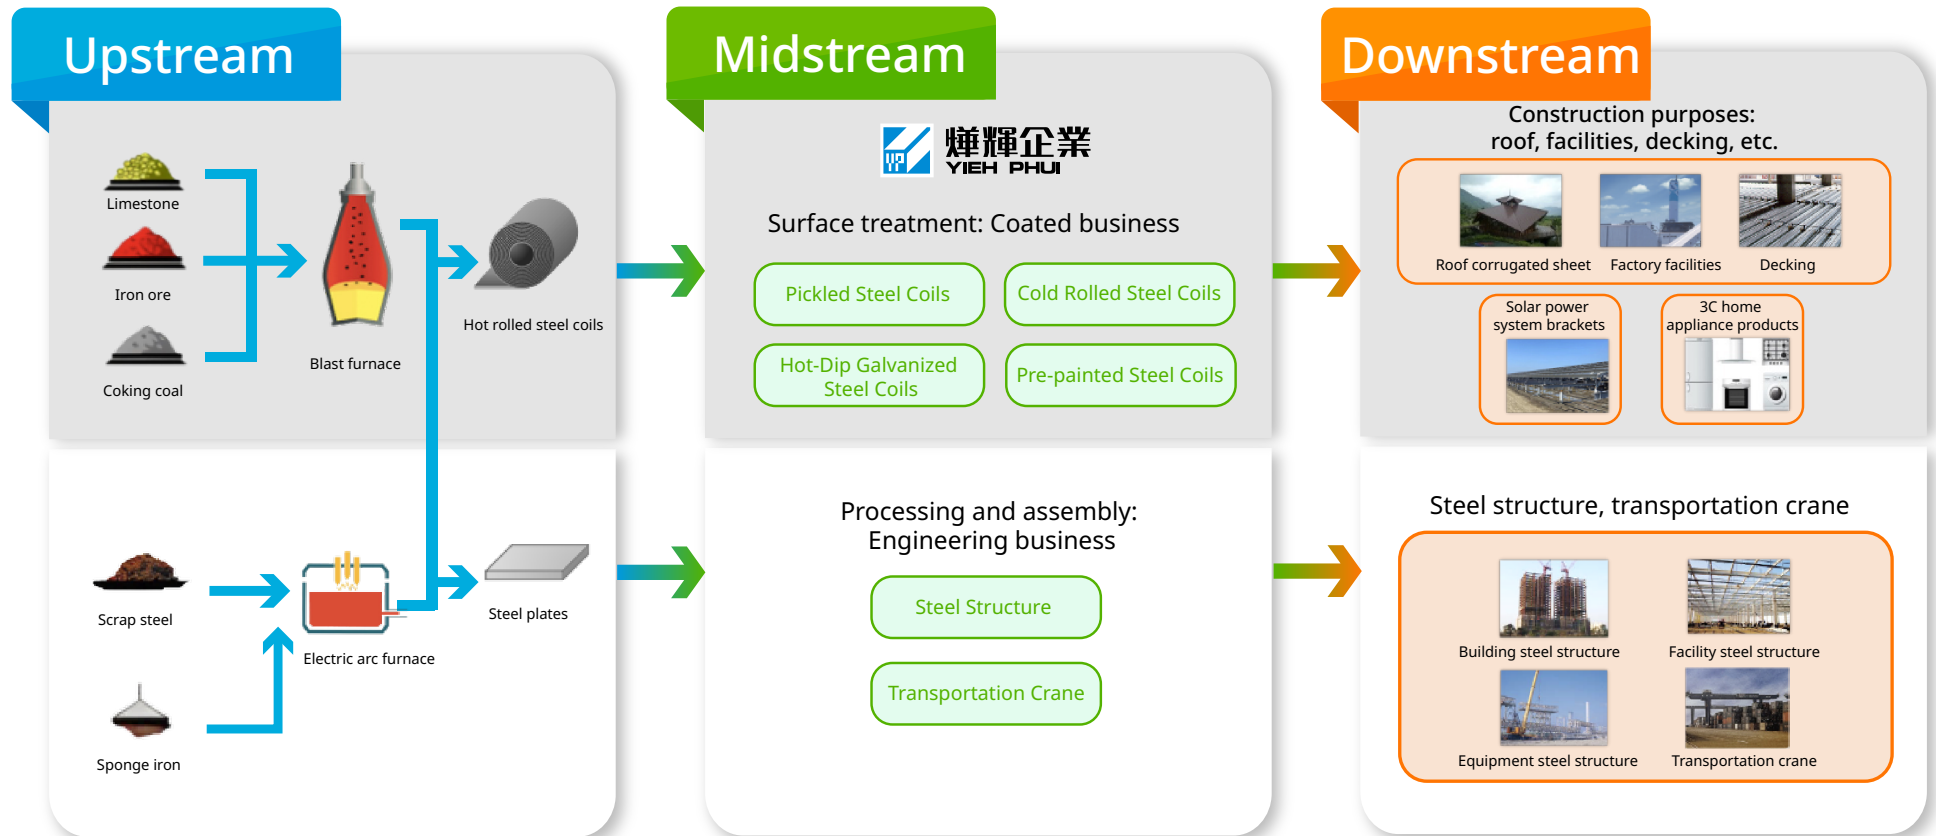 Upstream
Limestone
Iron ore
Coking coal
Blast furnace
Hot rolled steel coils
Scrap steel
Sponge iron
Electric arc furnace
Steel plates
Midstream
YP
燁輝企業
YIEH PHUI
Surface treatment: Coated business
Pickled Steel Coils
Cold Rolled Steel Coils
Hot-Dip Galvanized
Steel Coils
Pre-painted Steel Coils
Processing and assembly:
Engineering business
Steel Structure
Transportation Crane
Downstream
Construction purposes:
roof, facilities, decking, etc.
Roof corrugated sheet
Factory facilities
Decking
Solar power
system brackets
3C home
appliance products
Steel structure, transportation crane
Building steel structure
Facility steel structure
Equipment steel structure
Transportation crane